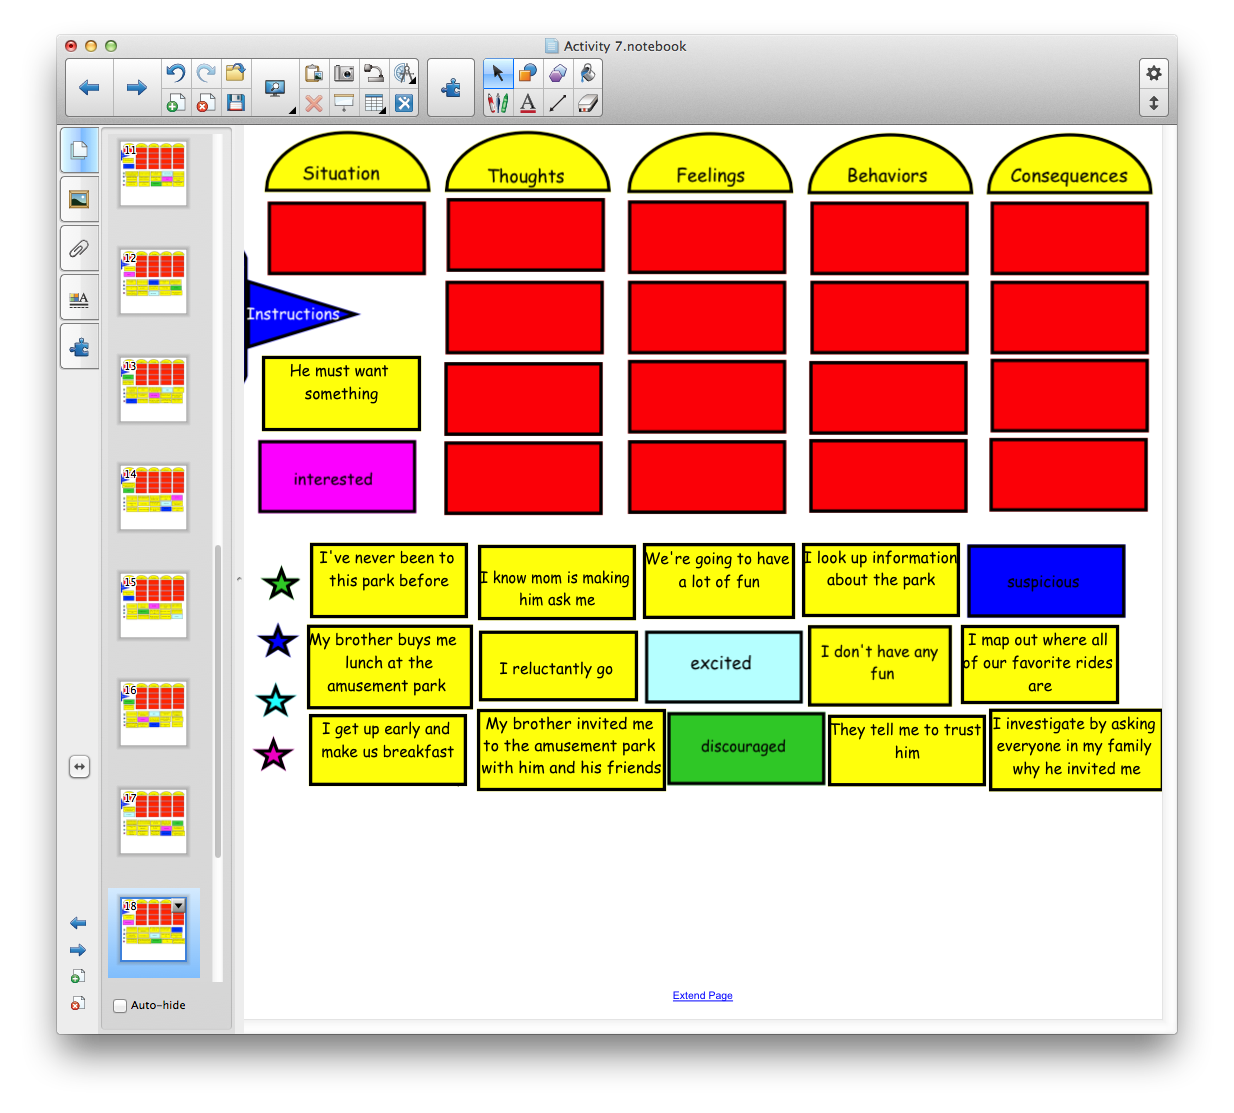 Activity 7.notebook
11
12
13
14
15
16
17
18
Auto-hide
Situation
Thoughts
Feelings
Behaviors
Consequences
Instructions
He must want
something
interested
I've never been to
this park before
I know mom is making
him ask me
We're going to have
a lot of fun
I look up information
about the park
suspicious
My brother buys me
lunch at the
amusement park
I reluctantly go
excited
I don't have any
fun
I map out where all
of our favorite rides
are
I get up early and
make us breakfast
My brother invited me
to the amusement park
with him and his friends
discouraged
They tell me to trust
him
I investigate by asking
everyone in my family
why he invited me
Extend Page